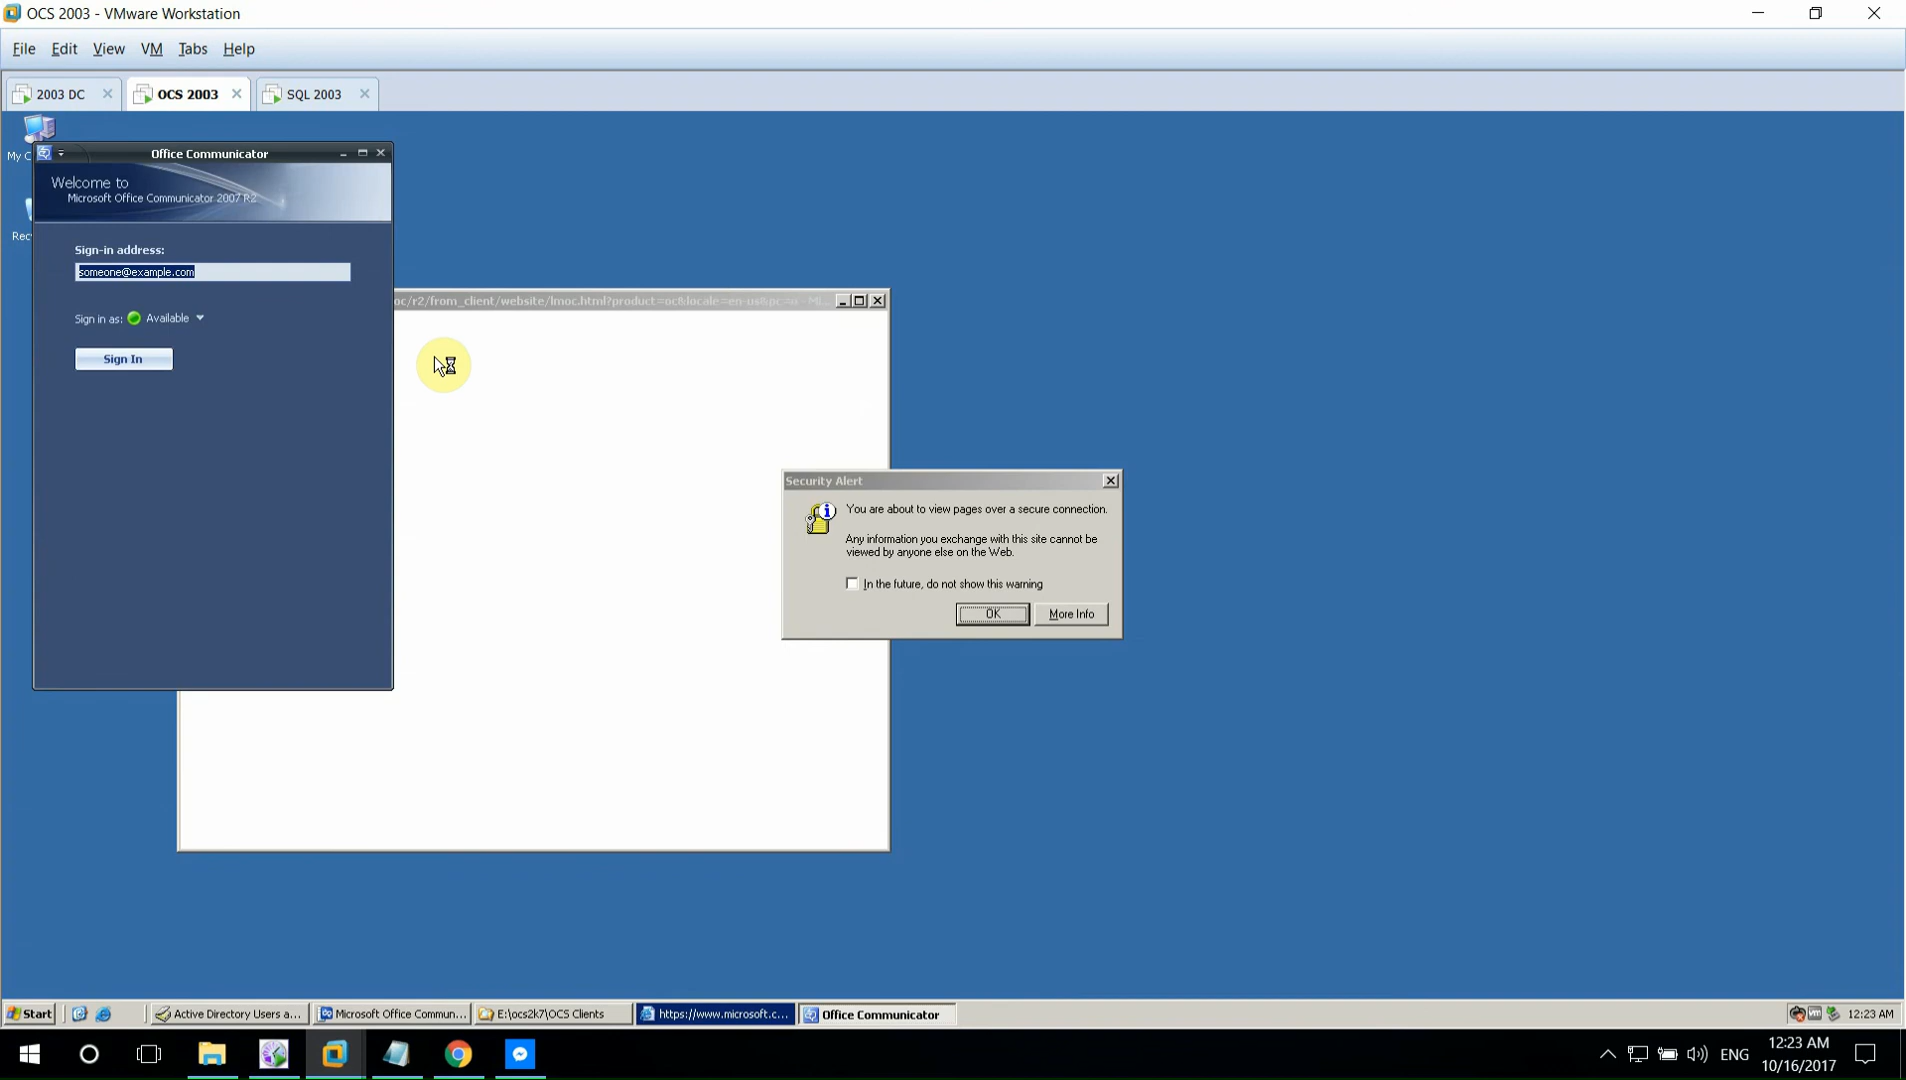 OCS 2003 - VMware Workstation
File Edit View VM Tabs Help
2003 DC OCS 2003 SQL 2003
My C
Office Communicator
Welcome to
Microsoft Office Communicator 2007 R2
Rec
Sign-in address:
someone@example.com
oc/r2/from_client/website/lmoc.html?product=oc&locale=en-us&pc=
Sign in as: Available
Sign In
Security Alert
You are about to view pages over a secure connection.
Any information you exchange with this site cannot be
viewed by anyone else on the Web.
In the future, do not show this warning
OK More Info
Start Active Directory Users a... Microsoft Office Commun... E:\ocs2k7\OCS Clients https://www.microsoft.c... Office Communicator vm 12:23 AM
ENG 12:23 AM
10/16/2017